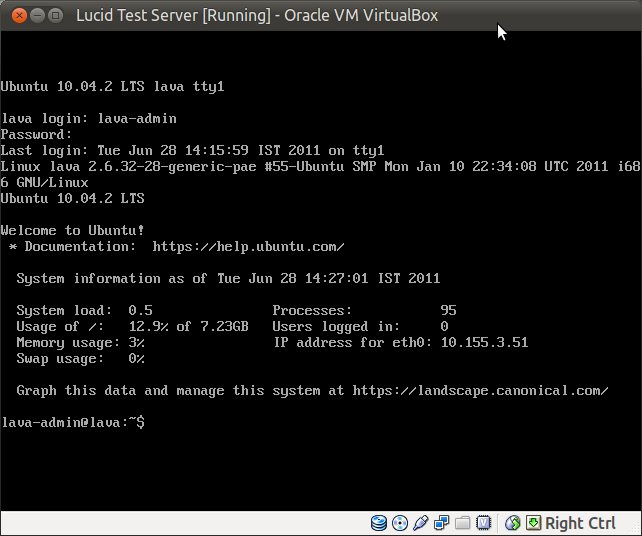 Lucid Test Server [Running] - Oracle VM VirtualBox
Ubuntu 10.04.2 LTS lava tty1
lava login: lava-admin
Password:
Last login: Tue Jun 28 14:15:59 IST 2011 on tty1
Linux lava 2.6.32-28-generic-pae #55-Ubuntu SMP Mon Jan 10 22:34:08 UTC 2011 i68
6 GNU/Linux
Ubuntu 10.04.2 LTS
Welcome to Ubuntu!
 * Documentation:  https://help.ubuntu.com/
  System information as of Tue Jun 28 14:27:01 IST 2011
  System load:  0.5               Processes:           95
  Usage of /:   12.9% of 7.23GB   Users logged in:     0
  Memory usage: 3%                IP address for eth0: 10.155.3.51
  Swap usage:   0%
  Graph this data and manage this system at https://landscape.canonical.com/
lava-admin@lava:~$
Right Ctrl